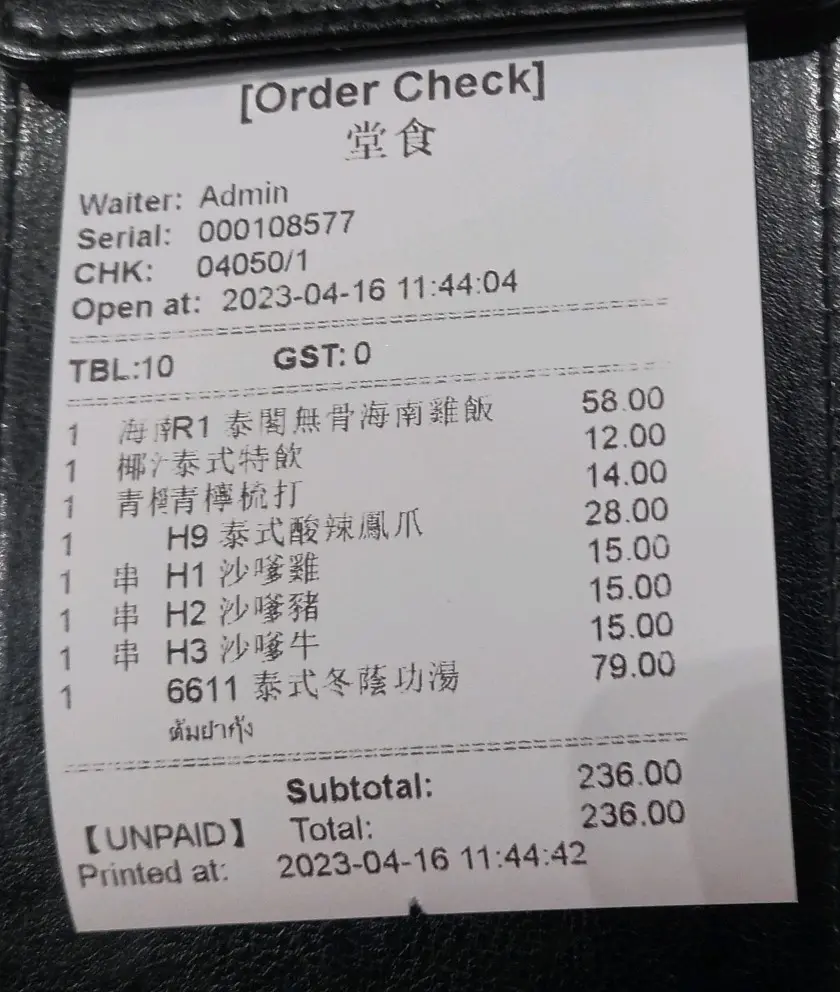 [Order Check]
堂食
Waiter: Admin
Serial: 000108577
CHK: 04050/1
Open at: 2023-04-16 11:44:04
TBL:10 GST: 0
1 海南R1 泰閣無骨海南雞飯 58.00
1 椰 泰式特飲 12.00
1 青 青檸梳打 14.00
1 H9 泰式酸辣鳳爪 28.00
1 串 H1 沙嗲雞 15.00
1 串 H2 沙嗲豬 15.00
1 串 H3 沙嗲牛 15.00
1 6611 泰式冬蔭功湯 79.00
ต้มยำกุ้ง
Subtotal: 236.00
【UNPAID】 Total: 236.00
Printed at: 2023-04-16 11:44:42